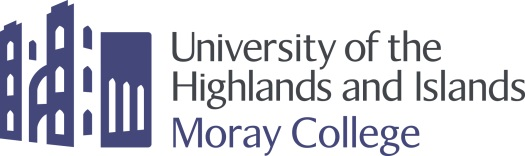 University of the
Highlands and Islands
Moray College